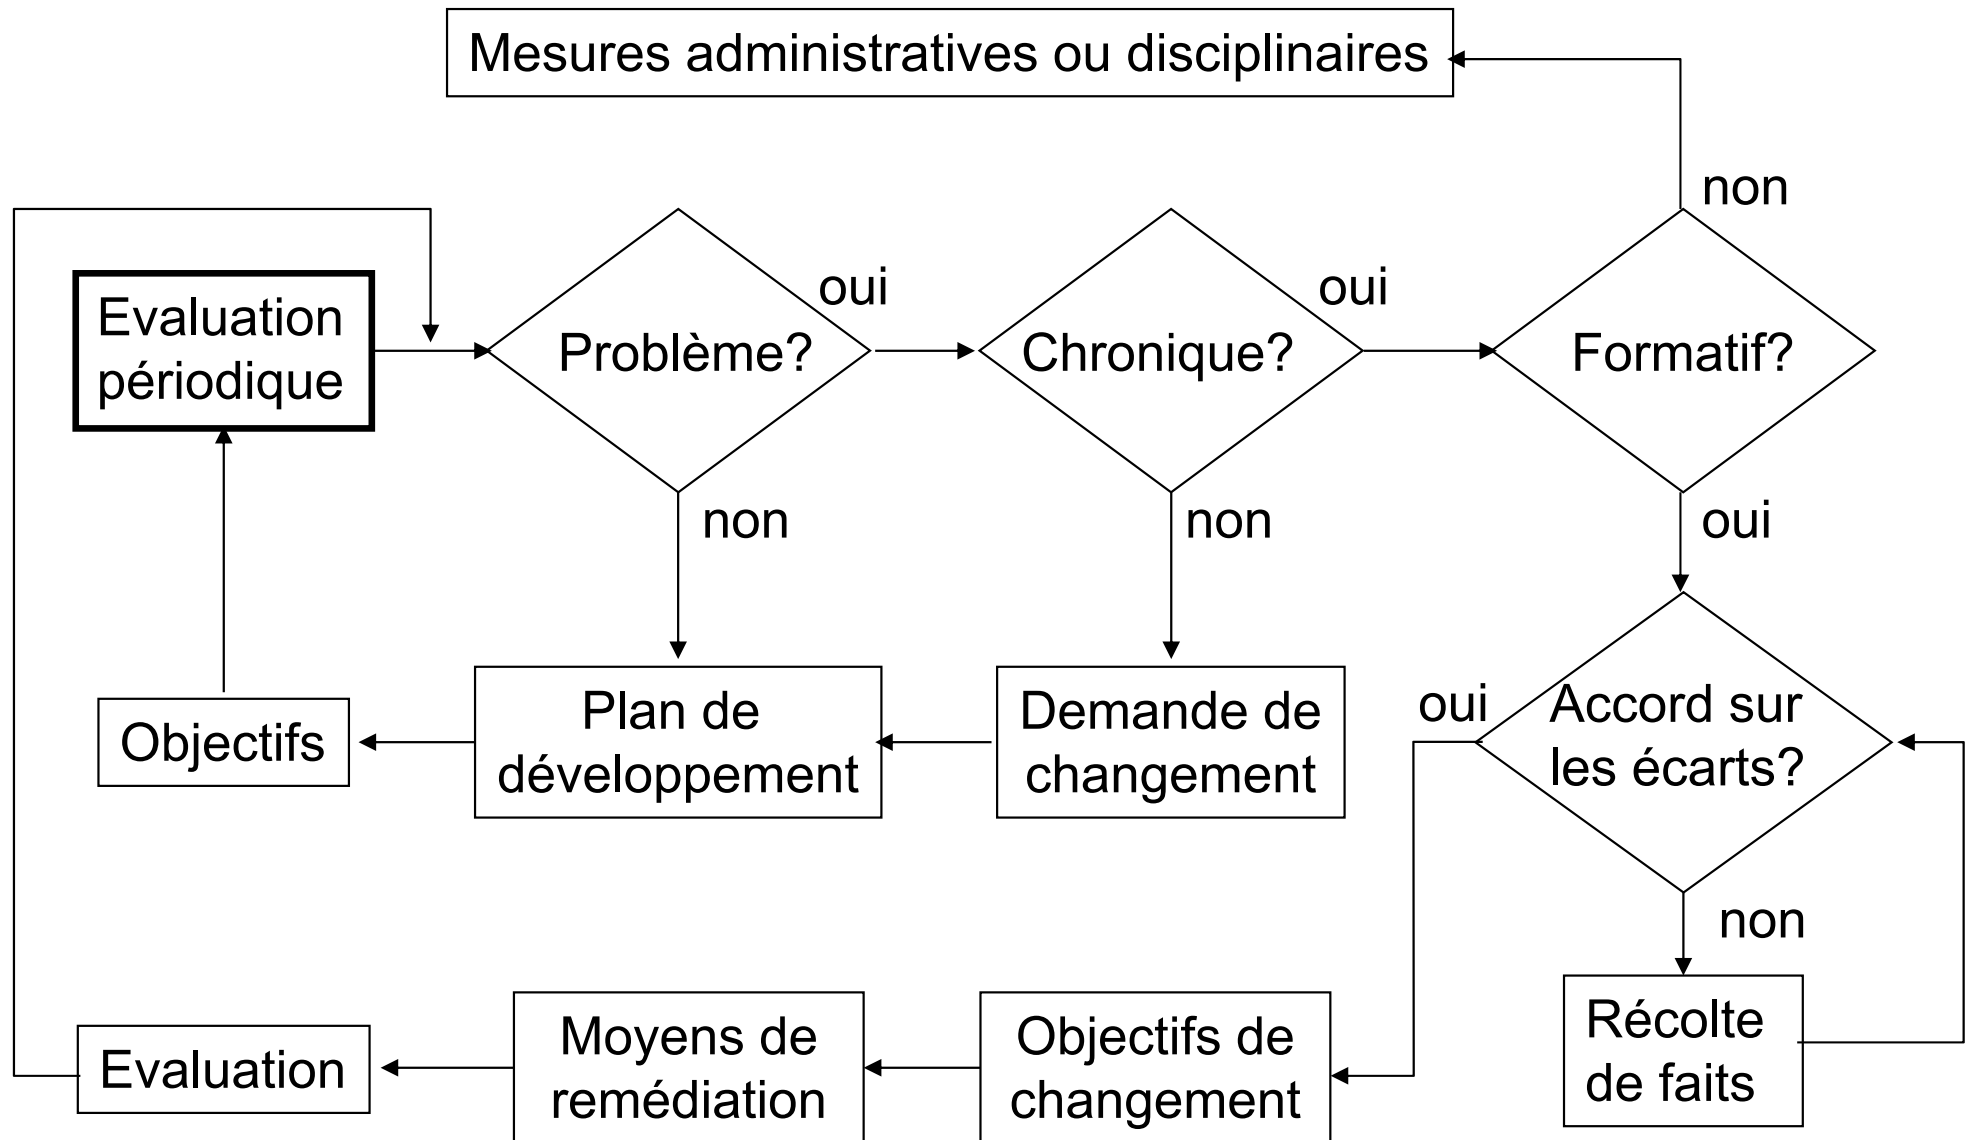 Mesures administratives ou disciplinaires
non
oui
oui
Evaluation
périodique
Problème?
Chronique?
Formatif?
non
non
oui
Objectifs
Plan de
développement
Demande de
changement
oui
Accord sur
les écarts?
non
Evaluation
Moyens de
remédiation
Objectifs de
changement
Récolte
de faits